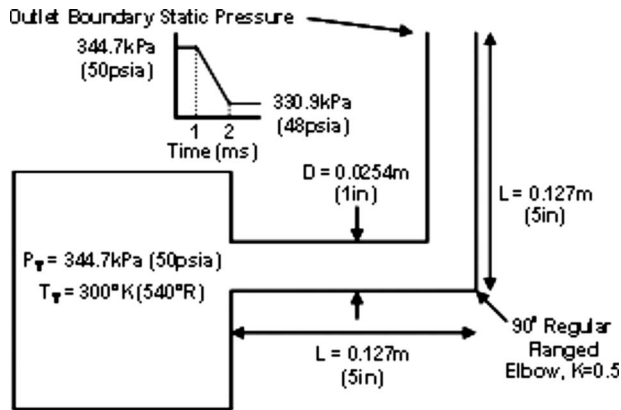 Outlet Boundary Static Pressure
344.7kPa
(50psia)
330.9kPa
(48psia)
1 2
Time (ms)
D = 0.0254m
(1in)
L = 0.127m
(5in)
P_T = 344.7kPa (50psia)
T_T = 300°K (540°R)
L = 0.127m
(5in)
90° Regular
Flanged
Elbow, K=0.5